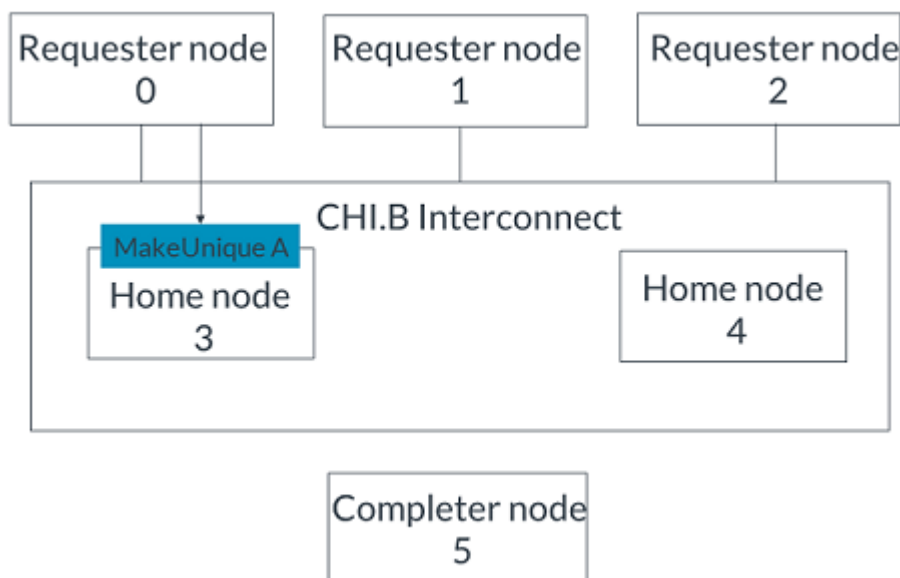 Requester node
0
Requester node
1
Requester node
2
CHI.B Interconnect
MakeUnique A
Home node
3
Home node
4
Completer node
5